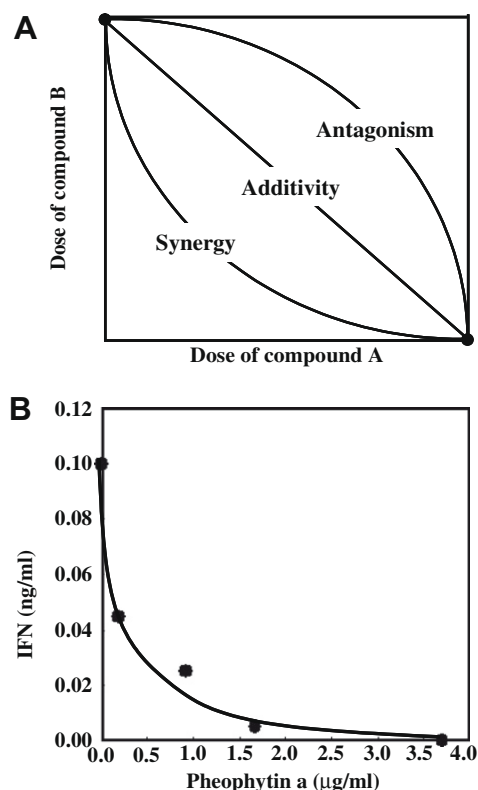 A
Dose of compound B
Antagonism
Additivity
Synergy
Dose of compound A
B
IFN (ng/ml)
0.12
0.10
0.08
0.06
0.04
0.02
0.00
0.0 0.5 1.0 1.5 2.0 2.5 3.0 3.5 4.0
Pheophytin a (μg/ml)